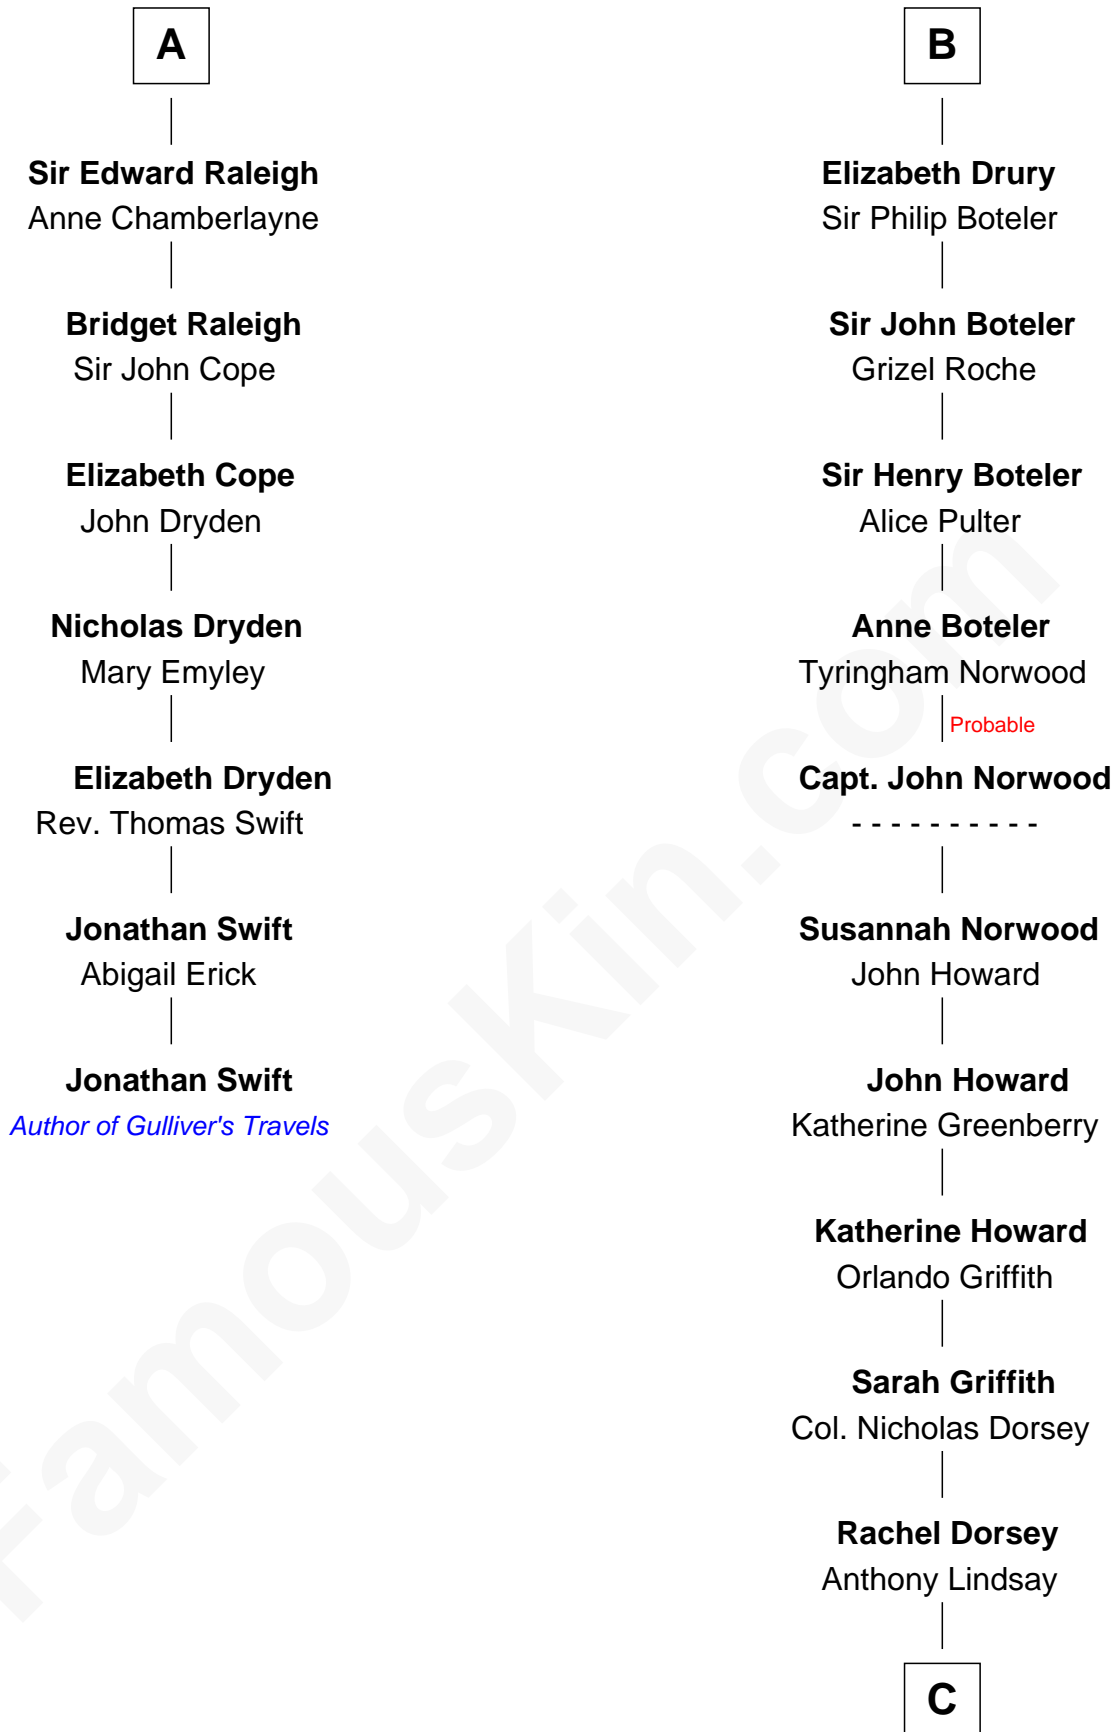 A
Sir Edward Raleigh
Anne Chamberlayne
Bridget Raleigh
Sir John Cope
Elizabeth Cope
John Dryden
Nicholas Dryden
Mary Emyley
Elizabeth Dryden
Rev. Thomas Swift
Jonathan Swift
Abigail Erick
Jonathan Swift
Author of Gulliver's Travels
B
Elizabeth Drury
Sir Philip Boteler
Sir John Boteler
Grizel Roche
Sir Henry Boteler
Alice Pulter
Anne Boteler
Tyringham Norwood
Probable
Capt. John Norwood
- - - - - - - - - -
Susannah Norwood
John Howard
John Howard
Katherine Greenberry
Katherine Howard
Orlando Griffith
Sarah Griffith
Col. Nicholas Dorsey
Rachel Dorsey
Anthony Lindsay
C
FamousKin.com